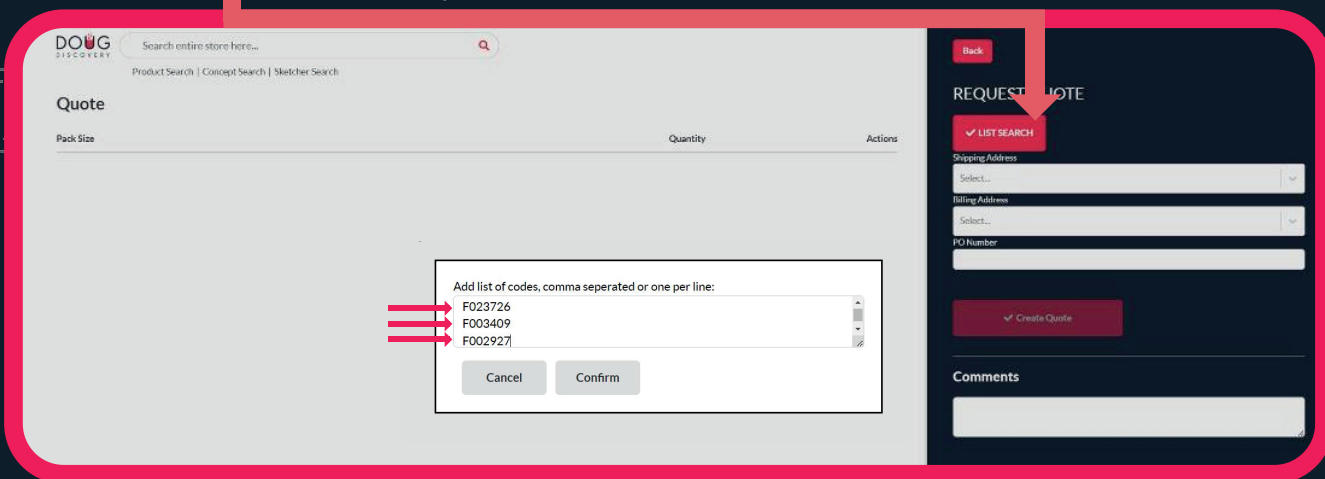 DOUG
DISCOVERY
Search entire store here...
Product Search | Concept Search | Sketcher Search
Quote
Pack Size
Quantity
Actions
Add list of codes, comma seperated or one per line:
F023726
F003409
F002927
Cancel
Confirm
Back
REQUEST OTE
✓ LIST SEARCH
Shipping Address
Select...
Billing Address
Select...
PO Number
✓ Create Quote
Comments